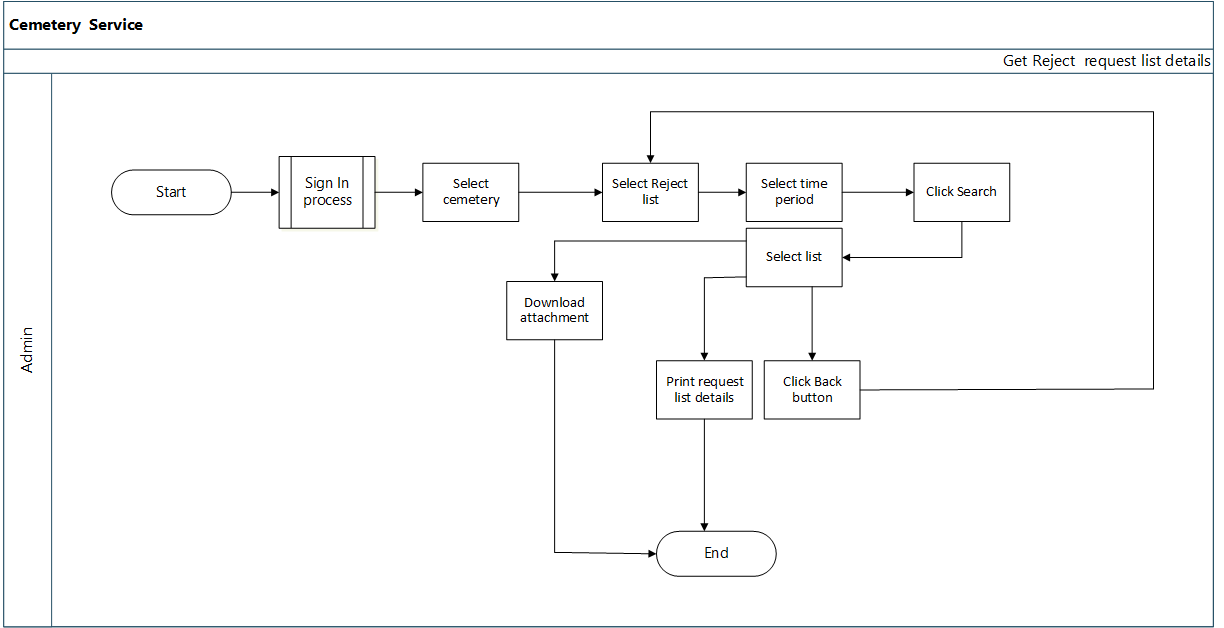 Cemetery Service
Get Reject request list details
Admin
Start
Sign In
process
Select
cemetery
Select Reject
list
Select time
period
Click Search
Select list
Download
attachment
Print request
list details
Click Back
button
End